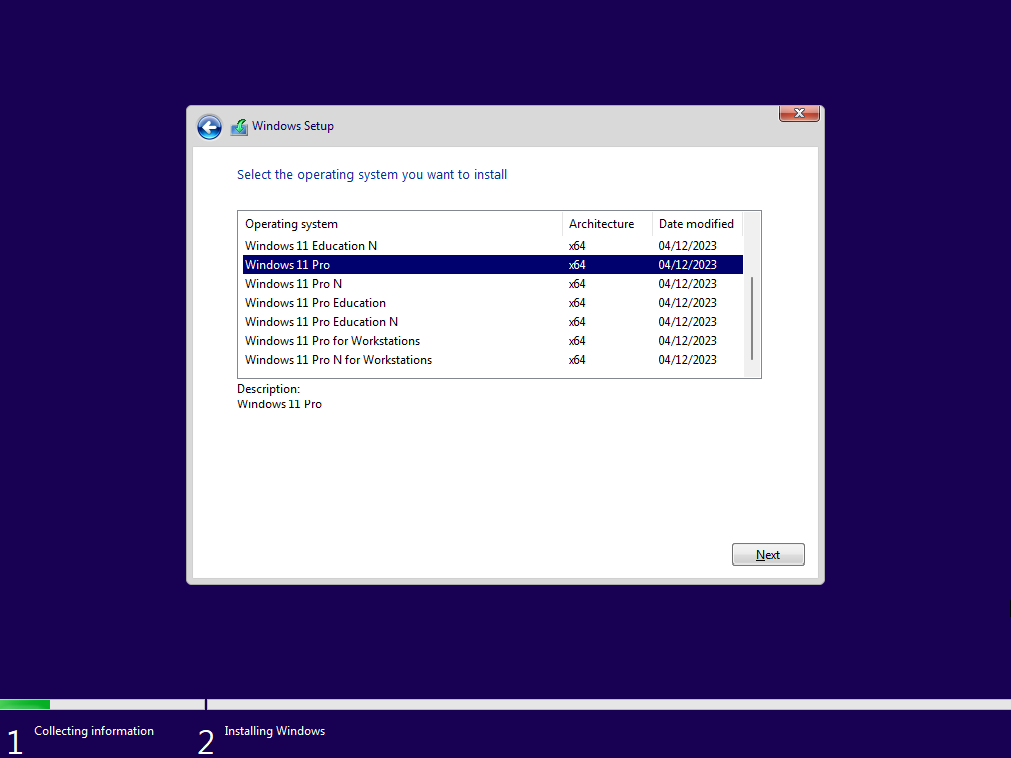 Windows Setup
Select the operating system you want to install
Operating system Architecture Date modified
Windows 11 Education N x64 04/12/2023
Windows 11 Pro x64 04/12/2023
Windows 11 Pro N x64 04/12/2023
Windows 11 Pro Education x64 04/12/2023
Windows 11 Pro Education N x64 04/12/2023
Windows 11 Pro for Workstations x64 04/12/2023
Windows 11 Pro N for Workstations x64 04/12/2023
Description:
Windows 11 Pro
Next
1 Collecting information 2 Installing Windows